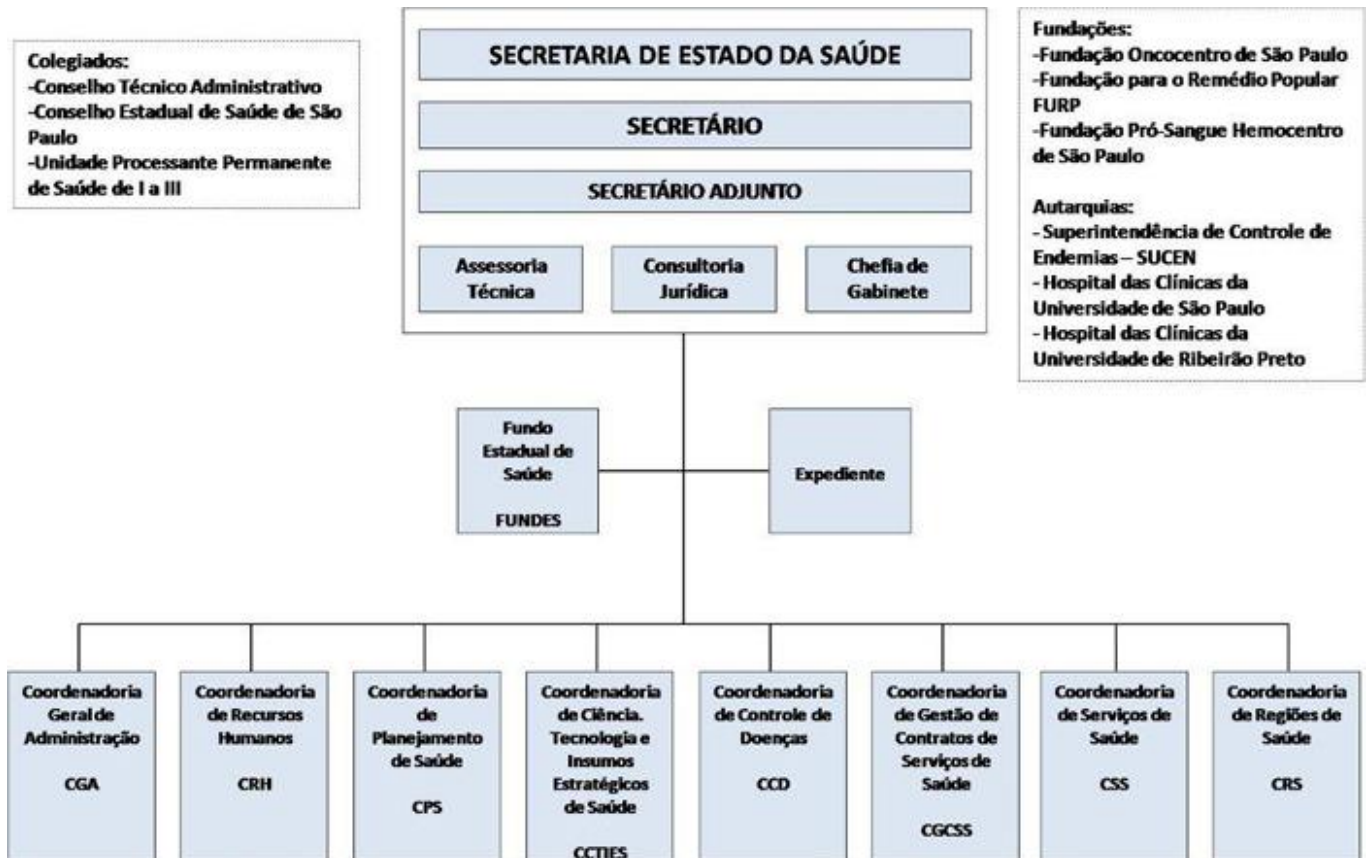 Colegiados:
-Conselho Técnico Administrativo
-Conselho Estadual de Saúde de São
Paulo
-Unidade Processante Permanente
de Saúde de I a III
SECRETARIA DE ESTADO DA SAÚDE
SECRETÁRIO
SECRETÁRIO ADJUNTO
Assessoria
Técnica
Consultoria
Jurídica
Chefia de
Gabinete
Fundações:
-Fundação Oncocentro de São Paulo
-Fundação para o Remédio Popular
FURP
-Fundação Pró-Sangue Hemocentro
de São Paulo
Autarquias:
- Superintendência de Controle de
Endemias – SUCEN
- Hospital das Clínicas da
Universidade de São Paulo
- Hospital das Clínicas da
Universidade de Ribeirão Preto
Fundo
Estadual de
Saúde
FUNDES
Expediente
Coordenadoria
Geral de
Administração
CGA
Coordenadoria
de Recursos
Humanos
CRH
Coordenadoria
de
Planejamento
de Saúde
CPS
Coordenadoria
de Ciência.
Tecnologia e
Insumos
Estratégicos
de Saúde
CCTIES
Coordenadoria
de Controle de
Doenças
CCD
Coordenadoria
de Gestão de
Contratos de
Serviços de
Saúde
CGCSS
Coordenadoria
de Serviços de
Saúde
CSS
Coordenadoria
de Regiões de
Saúde
CRS